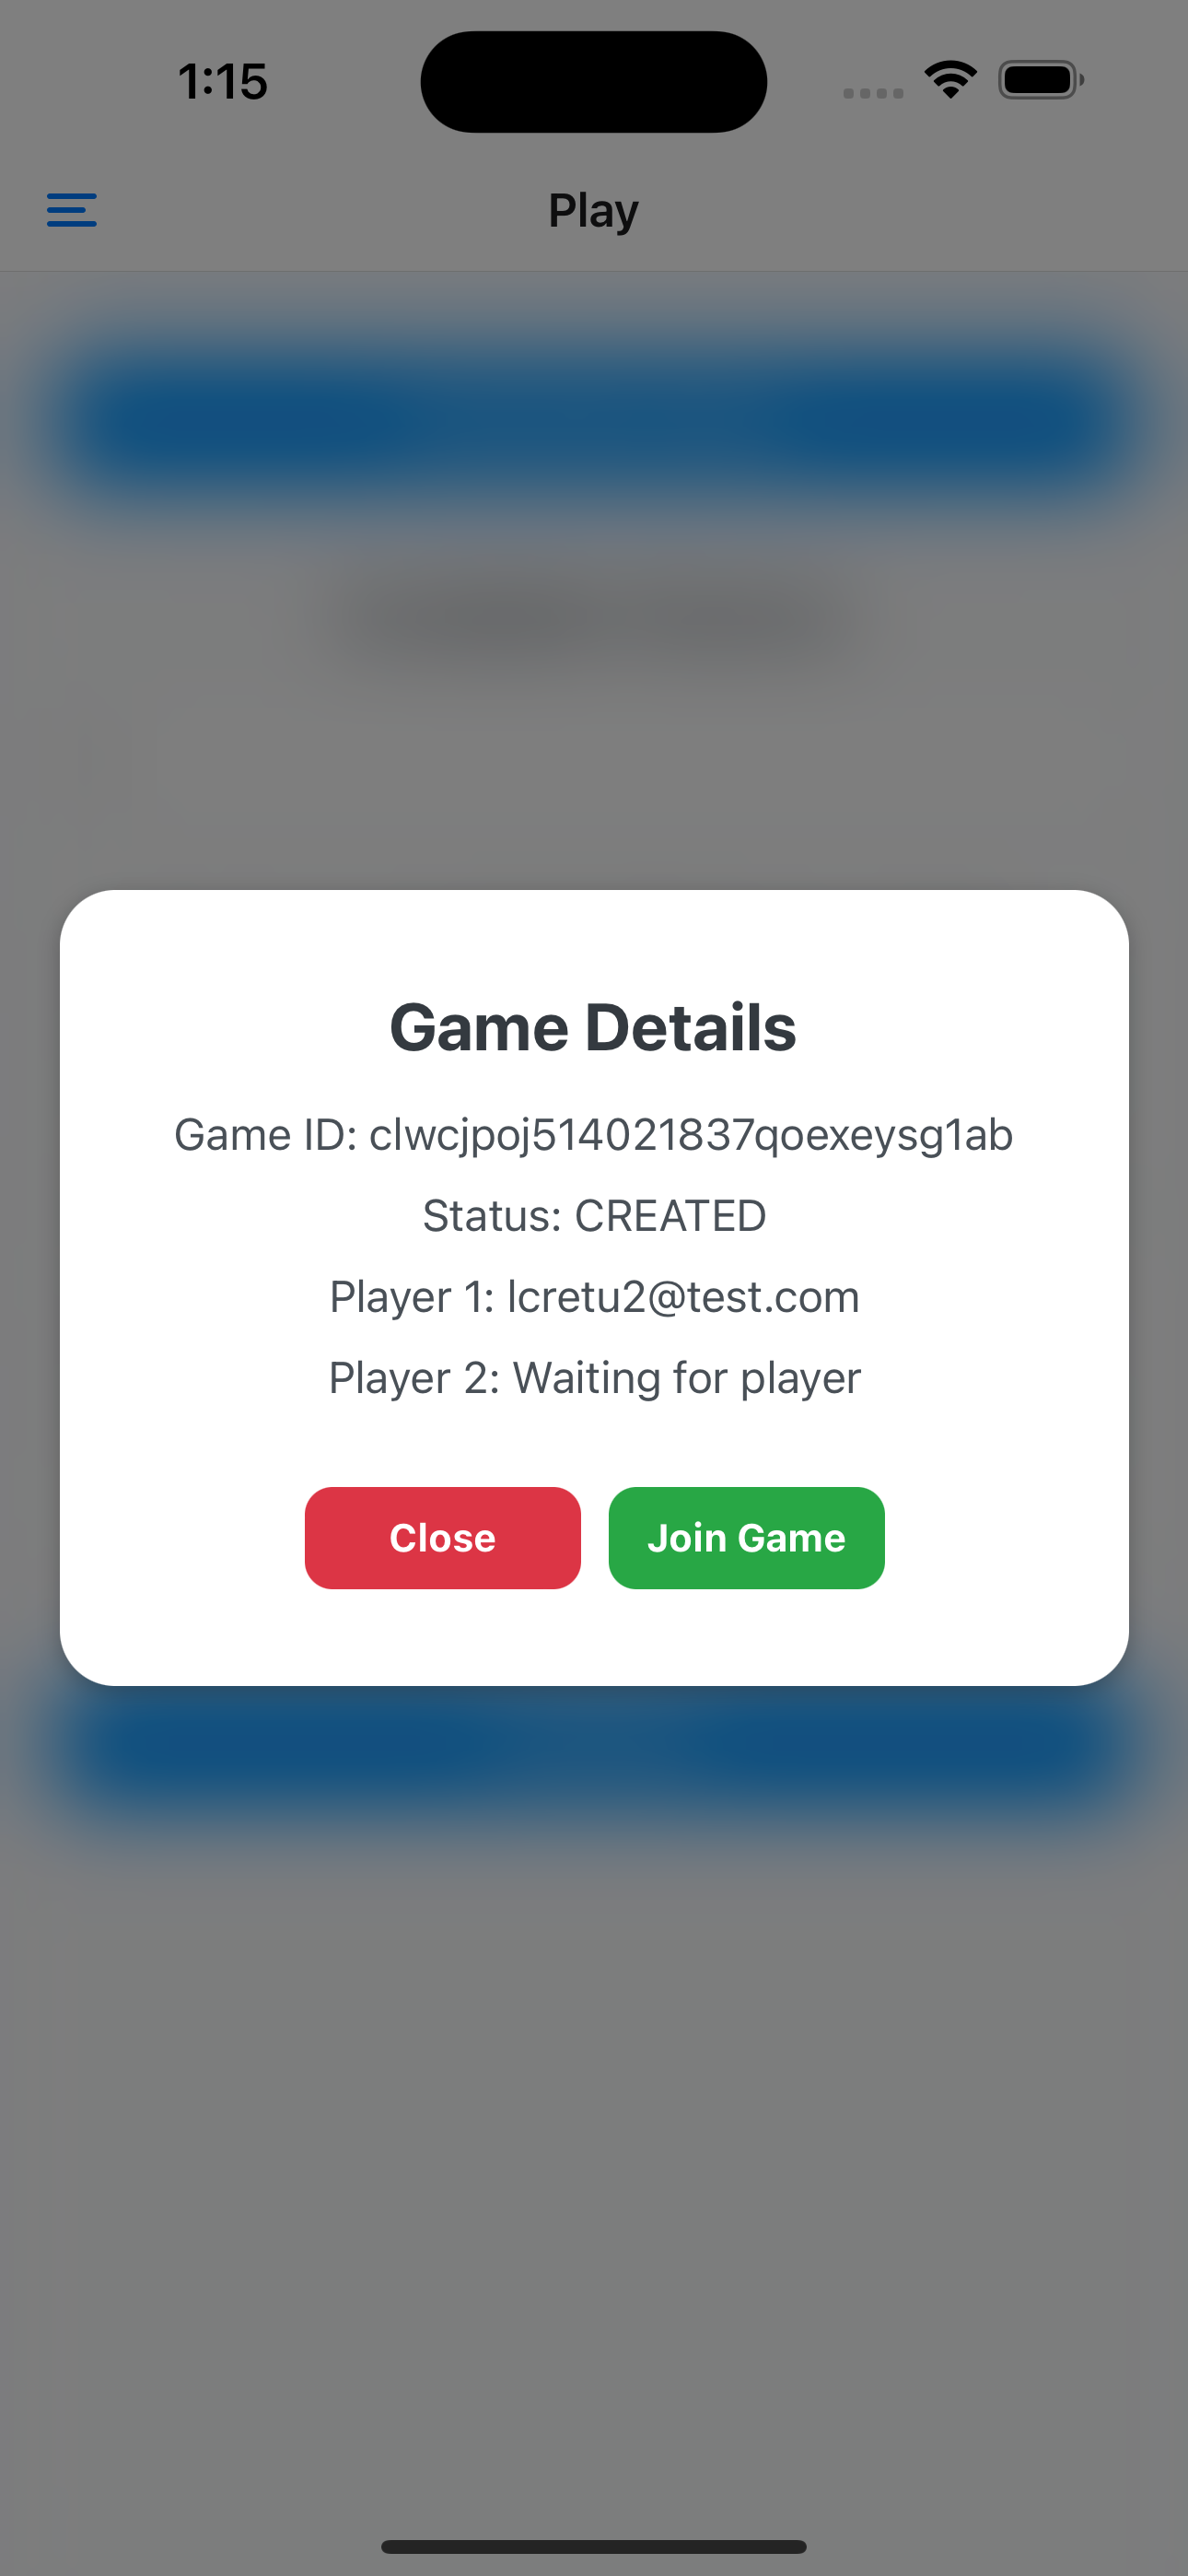 1:15
Play
Game Details
Game ID: clwcjpoj514021837qoexeysg1ab
Status: CREATED
Player 1: lcretu2@test.com
Player 2: Waiting for player
Close
Join Game